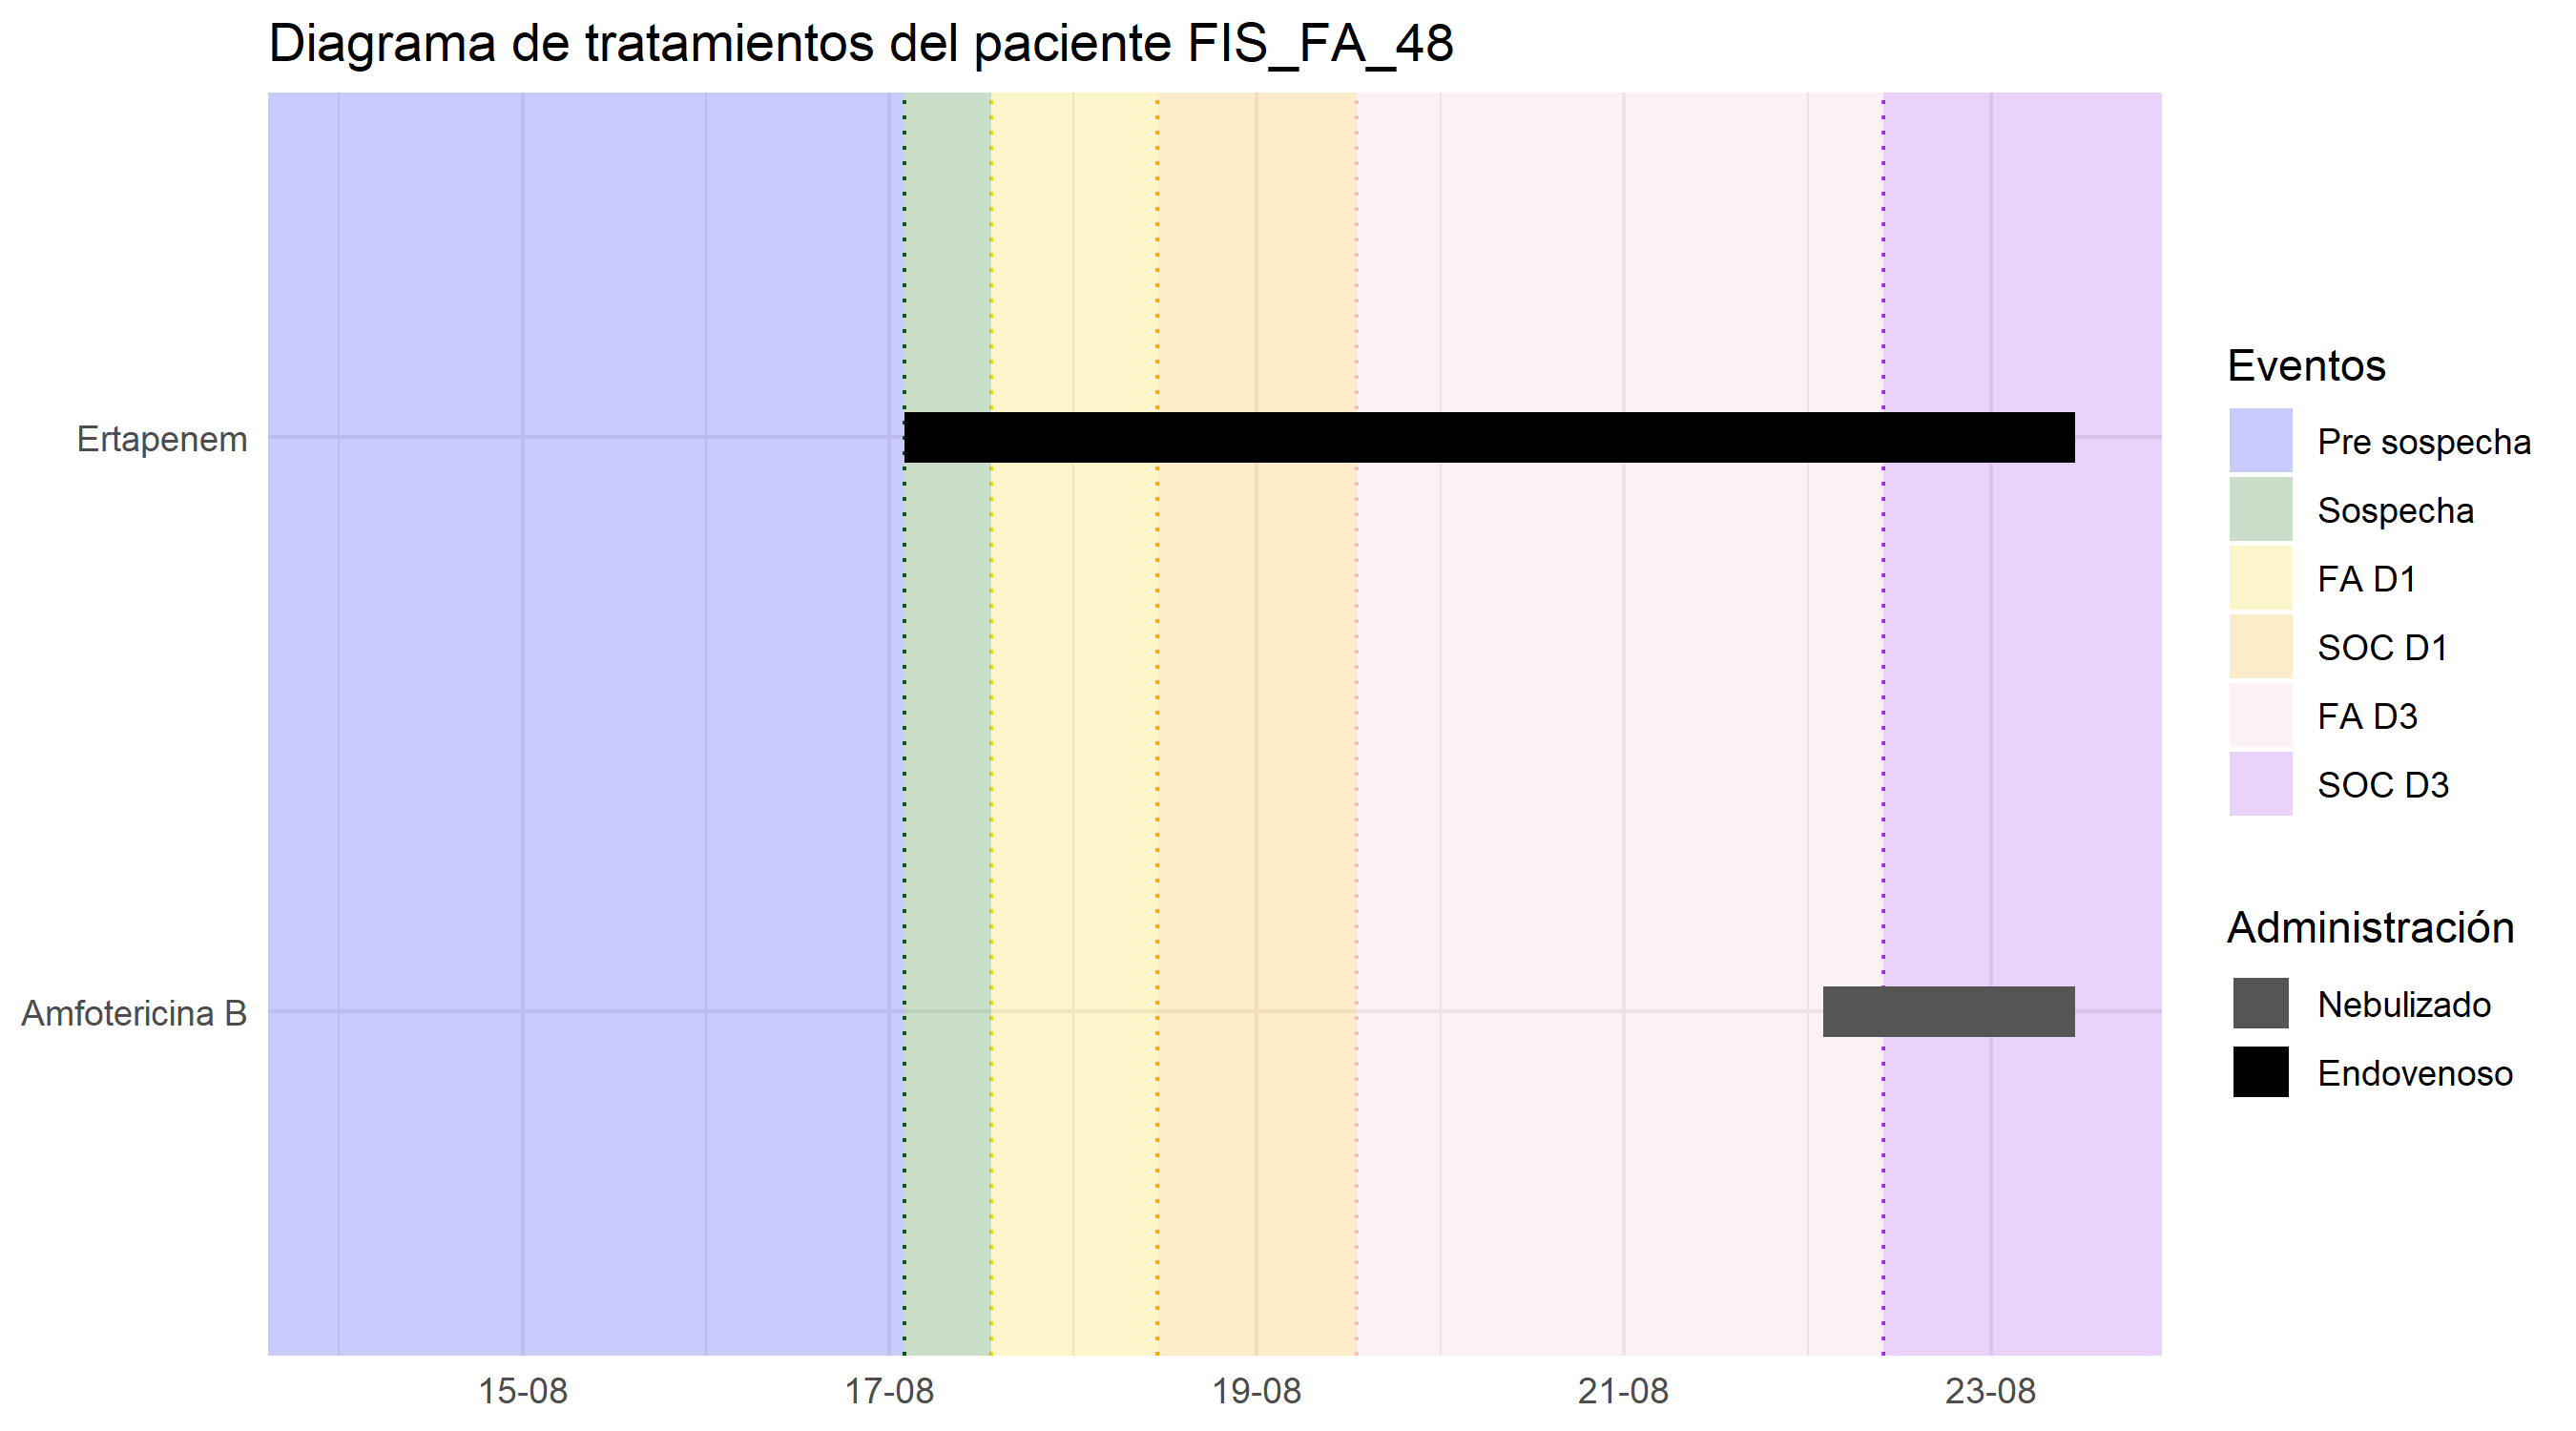 Diagrama de tratamientos del paciente FIS_FA_48
Ertapenem
Amfotericina B
15-08
17-08
19-08
21-08
23-08
Eventos
Pre sospecha
Sospecha
FA D1
SOC D1
FA D3
SOC D3
Administración
Nebulizado
Endovenoso